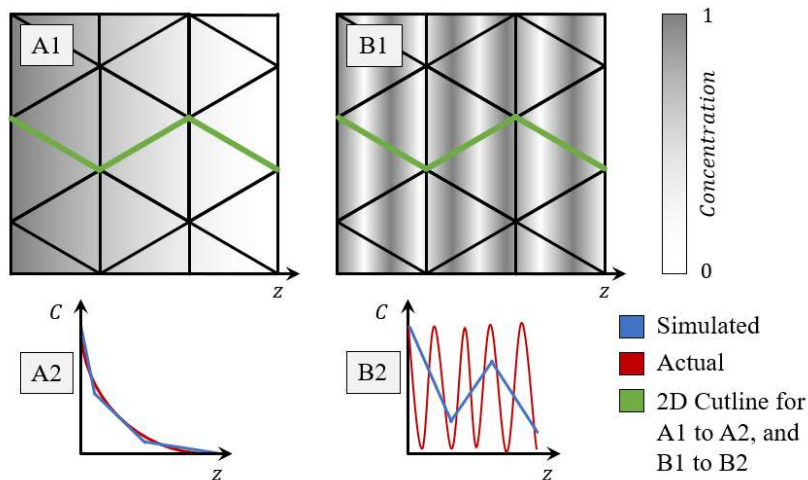 A1
B1
1
Concentration
0
z
z
C
C
A2
B2
z
z
Simulated
Actual
2D Cutline for
A1 to A2, and
B1 to B2